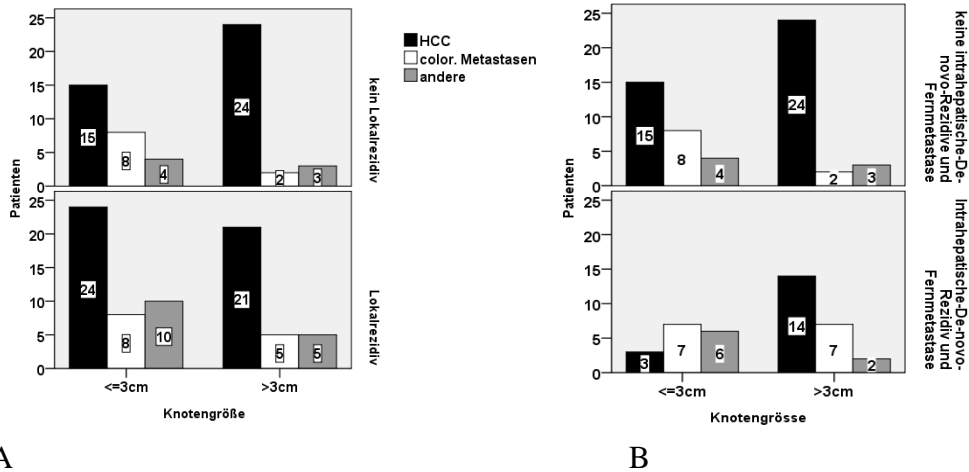 25
20
15
10
5
0
15
8
4
24
2
3
kein Lokalrezidiv
Patienten
25
20
15
10
5
0
24
8
10
21
5
5
Lokalrezidiv
<=3cm
>3cm
Knotengröße
HCC
color. Metastasen
andere
25
20
15
10
5
0
15
8
4
24
2
3
keine intrahepatische-De-
novo-Rezidive und
Fernmetastase
Patienten
25
20
15
10
5
0
3
7
6
14
7
2
Intrahepatische-De-novo-
Rezidiv und
Fernmetastase
<=3cm
>3cm
Knotengrösse
A
B